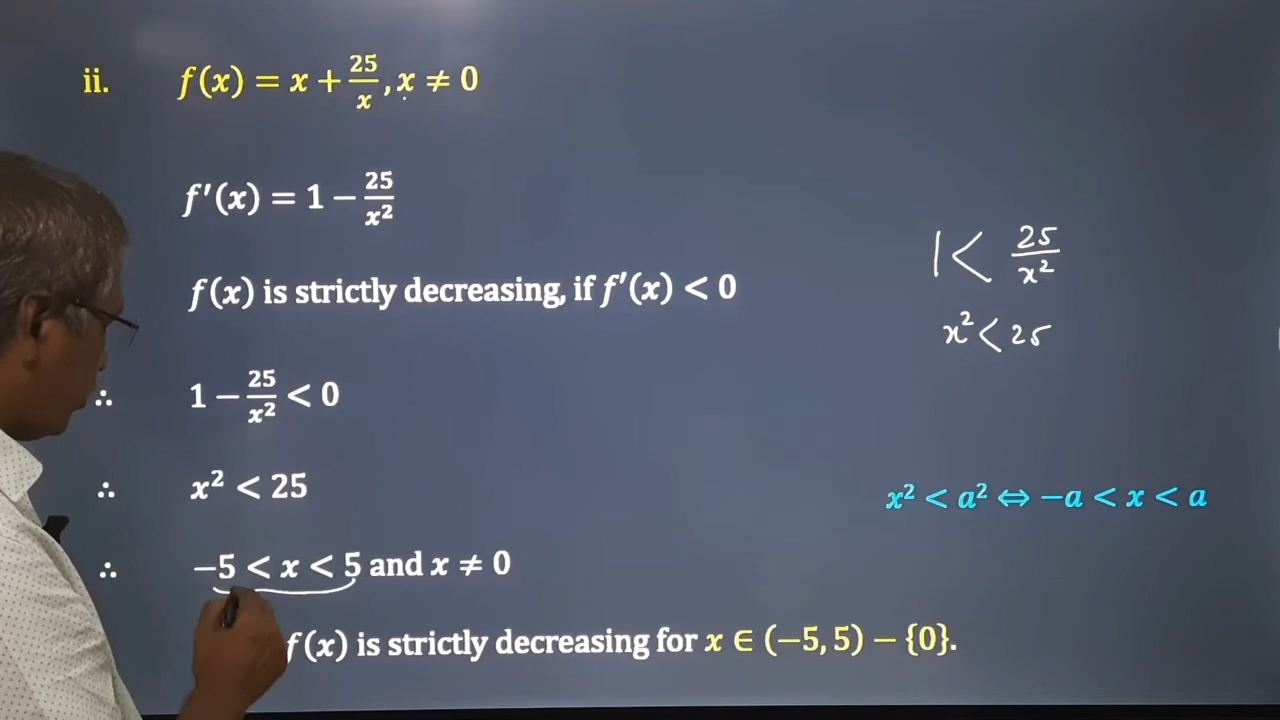 ii. f(x) = x + 25/x, x ≠ 0
f'(x) = 1 − 25/x²
f(x) is strictly decreasing, if f'(x) < 0
1 < 25/x²
x² < 25
∴ 1 − 25/x² < 0
∴ x² < 25
x² < a² ⇔ −a < x < a
∴ −5 < x < 5 and x ≠ 0
f(x) is strictly decreasing for x ∈ (−5, 5) − {0}.